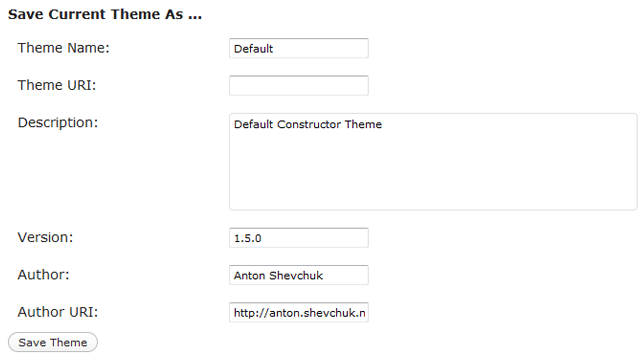 Save Current Theme As ...
Theme Name: Default
Theme URI:
Description: Default Constructor Theme
Version: 1.5.0
Author: Anton Shevchuk
Author URI: http://anton.shevchuk.n
Save Theme